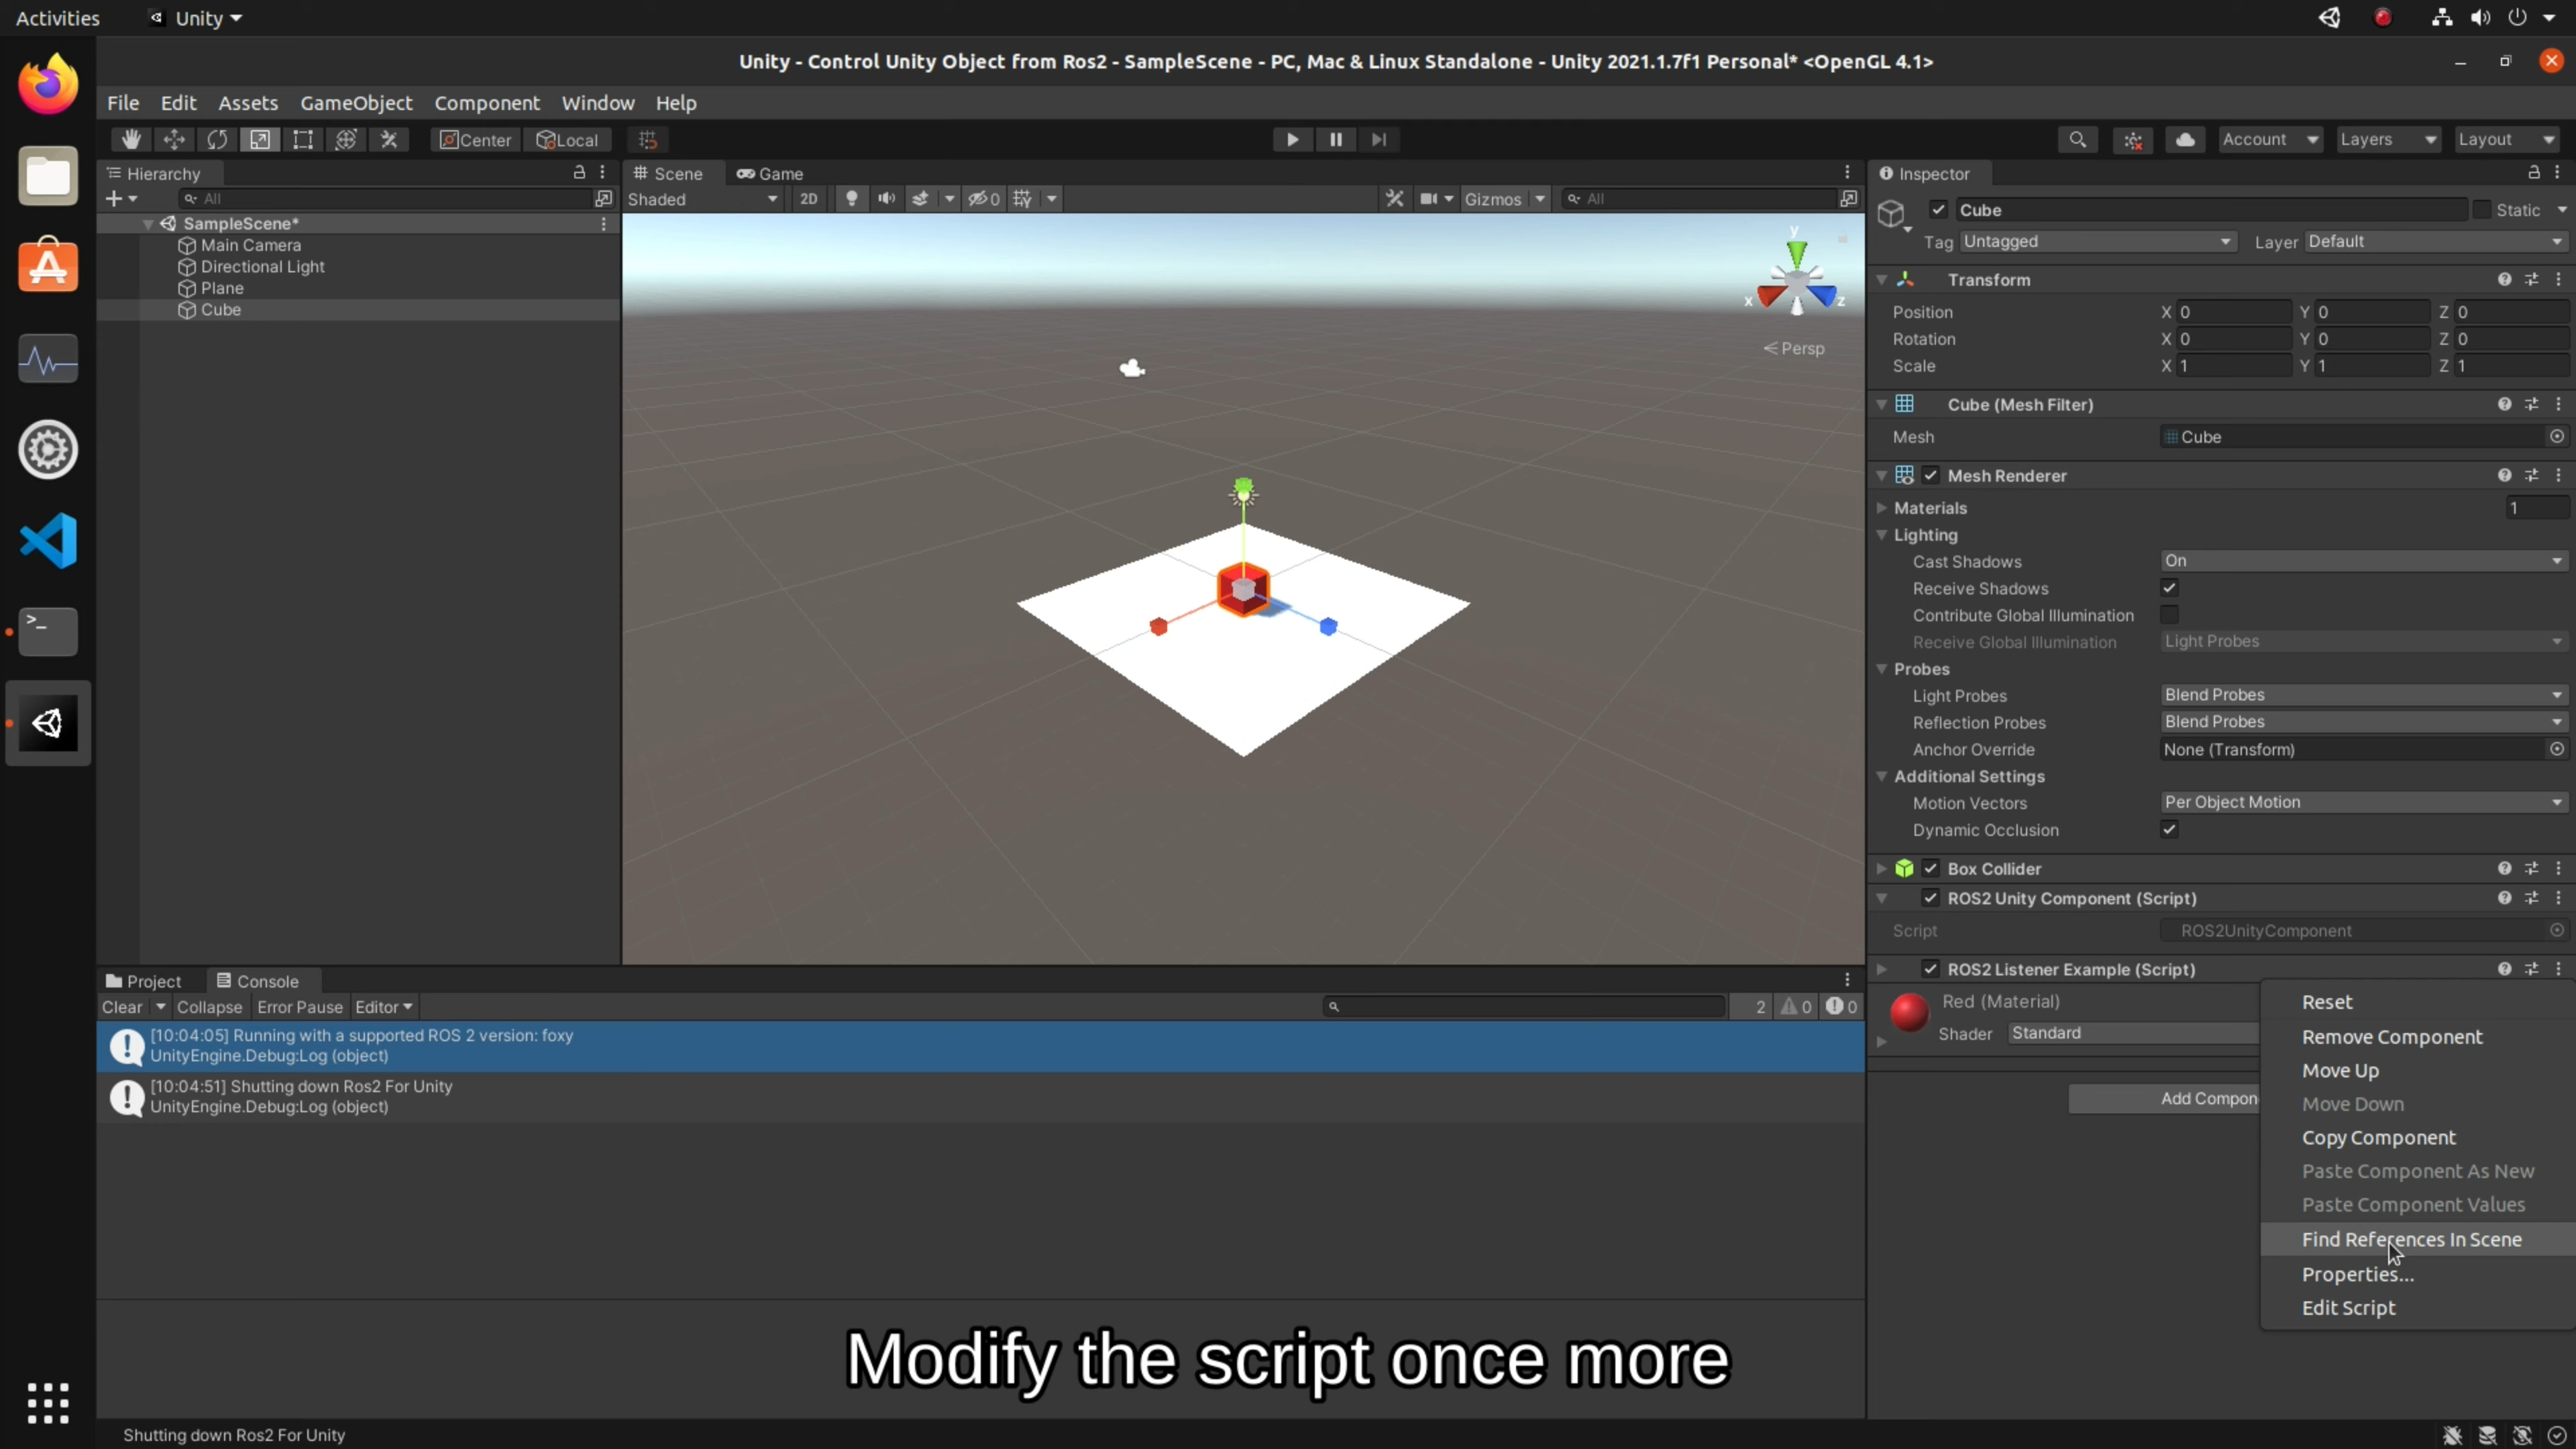 Activities
Unity
Unity - Control Unity Object from Ros2 - SampleScene - PC, Mac & Linux Standalone - Unity 2021.1.7f1 Personal* <OpenGL 4.1>
File Edit Assets GameObject Component Window Help
Center Local
Account Layers Layout
Hierarchy
All
SampleScene*
Main Camera
Directional Light
Plane
Cube
Scene Game
Shaded 2D 0 Gizmos All
y
x z
Persp
Inspector
Cube Static
Tag Untagged Layer Default
Transform
Position X 0 Y 0 Z 0
Rotation X 0 Y 0 Z 0
Scale X 1 Y 1 Z 1
Cube (Mesh Filter)
Mesh Cube
Mesh Renderer
Materials 1
Lighting
Cast Shadows On
Receive Shadows
Contribute Global Illumination
Receive Global Illumination Light Probes
Probes
Light Probes Blend Probes
Reflection Probes Blend Probes
Anchor Override None (Transform)
Additional Settings
Motion Vectors Per Object Motion
Dynamic Occlusion
Box Collider
ROS2 Unity Component (Script)
Script ROS2UnityComponent
ROS2 Listener Example (Script)
Red (Material)
Shader Standard
Add Compon
Reset
Remove Component
Move Up
Move Down
Copy Component
Paste Component As New
Paste Component Values
Find References In Scene
Properties...
Edit Script
Project Console
Clear Collapse Error Pause Editor 2 0 0
[10:04:05] Running with a supported ROS 2 version: foxy
UnityEngine.Debug:Log (object)
[10:04:51] Shutting down Ros2 For Unity
UnityEngine.Debug:Log (object)
Modify the script once more
Shutting down Ros2 For Unity